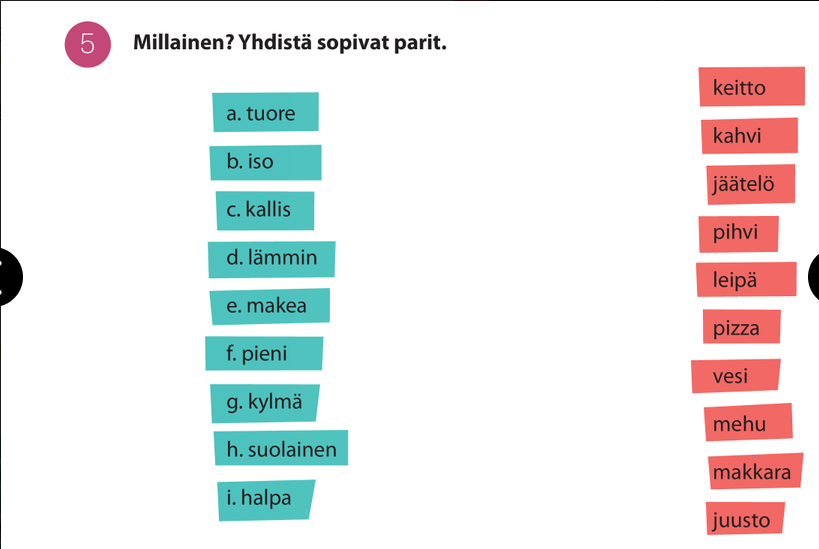 5 Millainen? Yhdistä sopivat parit.
a. tuore
b. iso
c. kallis
d. lämmin
e. makea
f. pieni
g. kylmä
h. suolainen
i. halpa
keitto
kahvi
jäätelö
pihvi
leipä
pizza
vesi
mehu
makkara
juusto